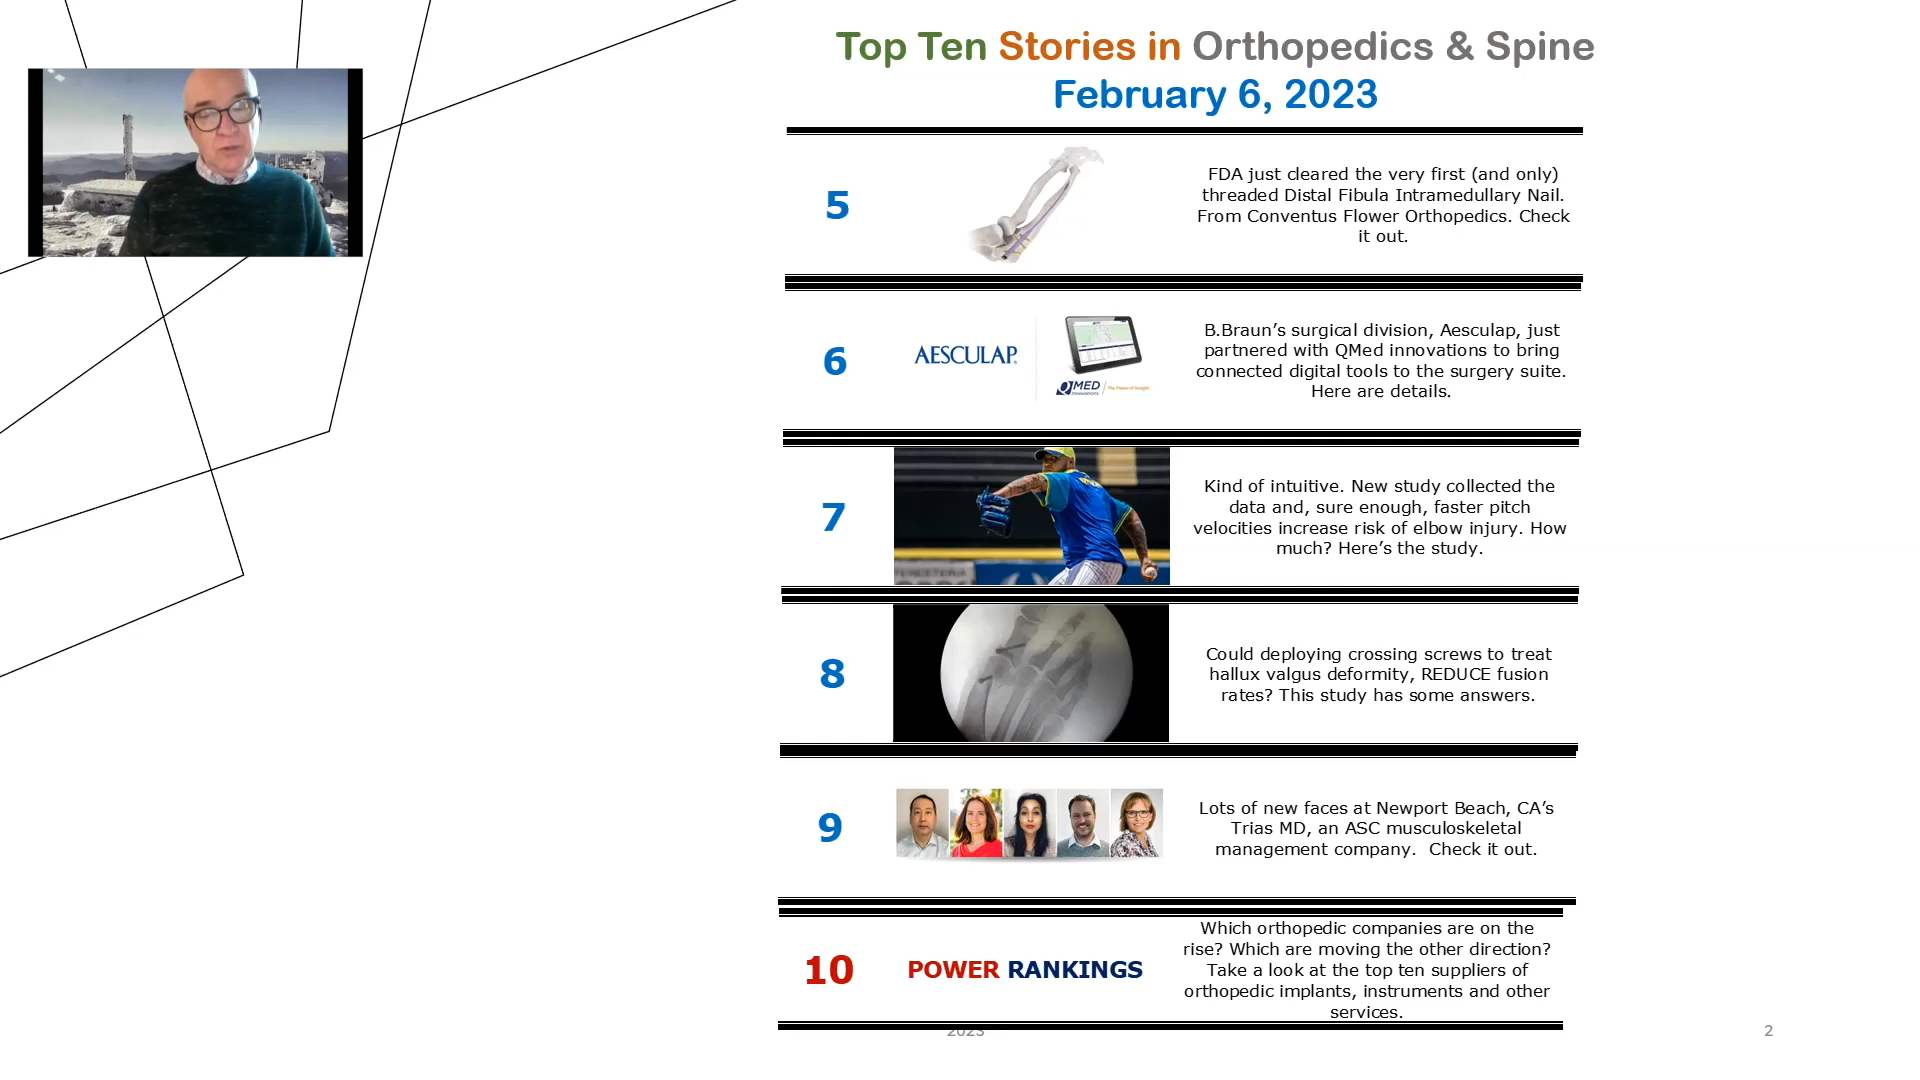 Top Ten Stories in Orthopedics & Spine
February 6, 2023
5
FDA just cleared the very first (and only)
threaded Distal Fibula Intramedullary Nail.
From Conventus Flower Orthopedics. Check
it out.
6
AESCULAP
QMED
innovations
The Power of Insight
B.Braun’s surgical division, Aesculap, just
partnered with QMed innovations to bring
connected digital tools to the surgery suite.
Here are details.
7
Kind of intuitive. New study collected the
data and, sure enough, faster pitch
velocities increase risk of elbow injury. How
much? Here’s the study.
8
Could deploying crossing screws to treat
hallux valgus deformity, REDUCE fusion
rates? This study has some answers.
9
Lots of new faces at Newport Beach, CA’s
Trias MD, an ASC musculoskeletal
management company.  Check it out.
10
POWER RANKINGS
Which orthopedic companies are on the
rise? Which are moving the other direction?
Take a look at the top ten suppliers of
orthopedic implants, instruments and other
services.
2023
2